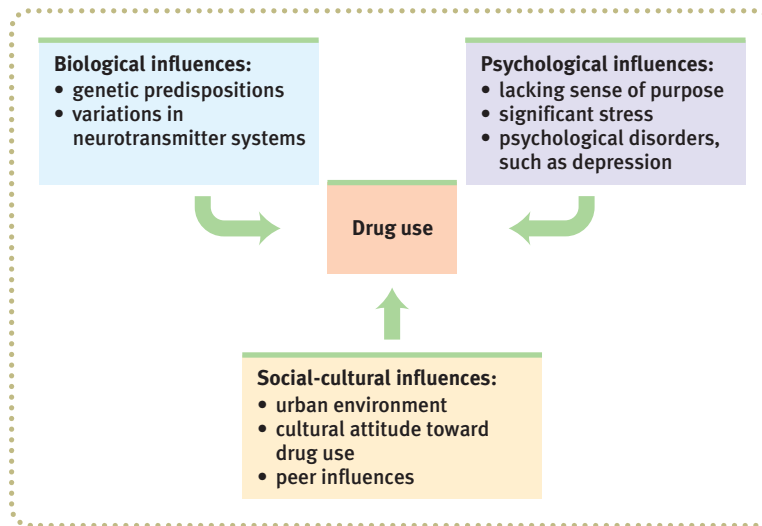 Biological influences:
• genetic predispositions
• variations in
neurotransmitter systems
Psychological influences:
• lacking sense of purpose
• significant stress
• psychological disorders,
such as depression
Drug use
Social-cultural influences:
• urban environment
• cultural attitude toward
drug use
• peer influences